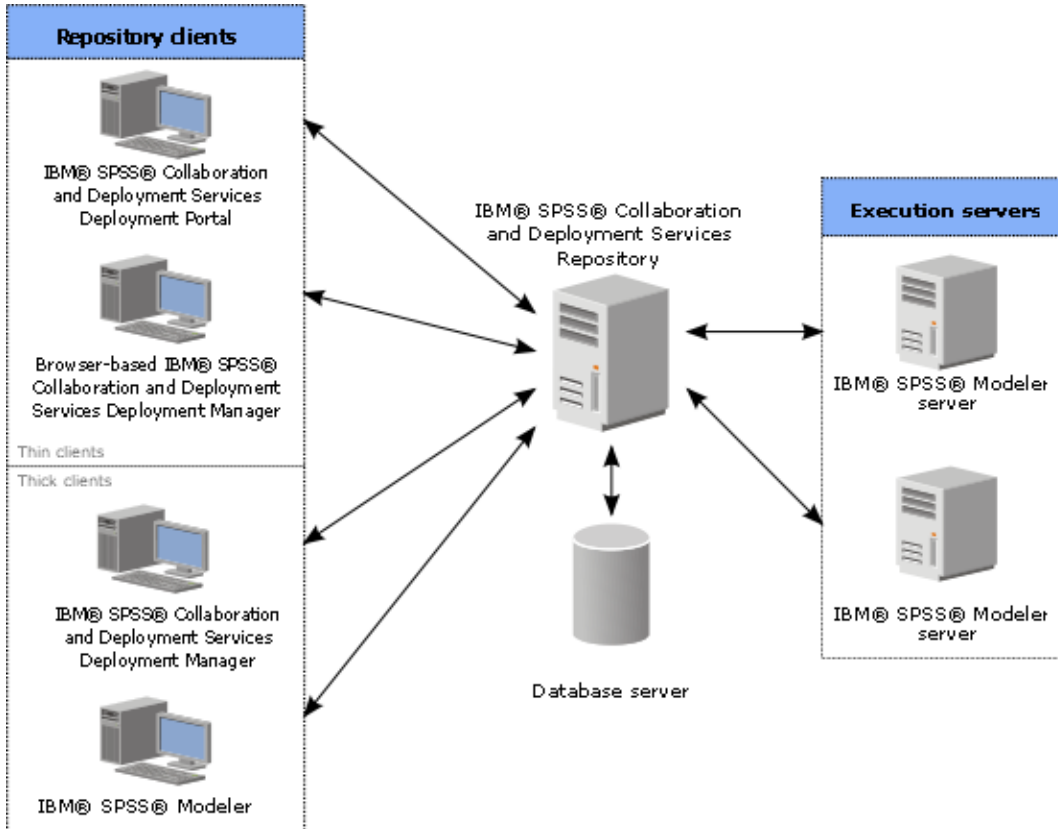 Repository clients
IBM® SPSS® Collaboration
and Deployment Services
Deployment Portal
Browser-based IBM® SPSS®
Collaboration and Deployment
Services Deployment Manager
Thin clients
Thick clients
IBM® SPSS® Collaboration
and Deployment Services
Deployment Manager
IBM® SPSS® Modeler
IBM® SPSS® Collaboration
and Deployment Services
Repository
Database server
Execution servers
IBM® SPSS® Modeler
server
IBM® SPSS® Modeler
server